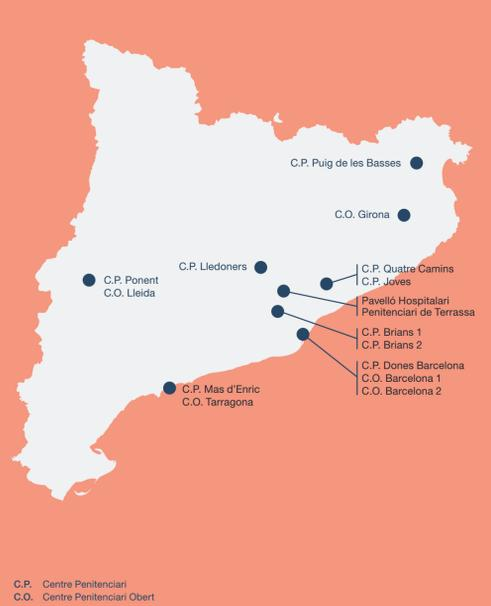 C.P. Puig de les Basses
C.O. Girona
C.P. Lledoners
C.P. Quatre Camins
C.P. Joves
C.P. Ponent
C.O. Lleida
Pavelló Hospitalari
Penitenciari de Terrassa
C.P. Brians 1
C.P. Brians 2
C.P. Dones Barcelona
C.O. Barcelona 1
C.O. Barcelona 2
C.P. Mas d'Enric
C.O. Tarragona
C.P. Centre Penitenciari
C.O. Centre Penitenciari Obert